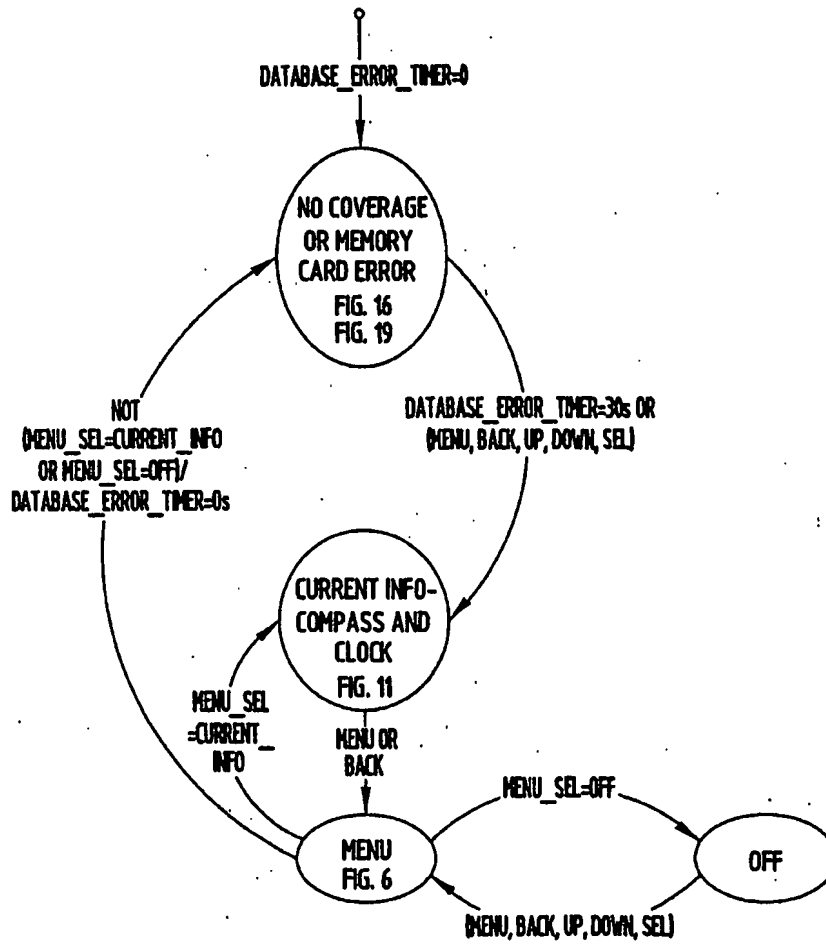 DATABASE_ERROR_TIMER=0
NO COVERAGE
OR MEMORY
CARD ERROR
FIG. 16
FIG. 19
NOT
(MENU_SEL=CURRENT_INFO
OR MENU_SEL=OFF)/
DATABASE_ERROR_TIMER=0s
DATABASE_ERROR_TIMER=30s OR
(MENU, BACK, UP, DOWN, SEL)
CURRENT INFO-
COMPASS AND
CLOCK
FIG. 11
MENU_SEL
=CURRENT_
INFO
MENU OR
BACK
MENU_SEL=OFF
MENU
FIG. 6
OFF
(MENU, BACK, UP, DOWN, SEL)